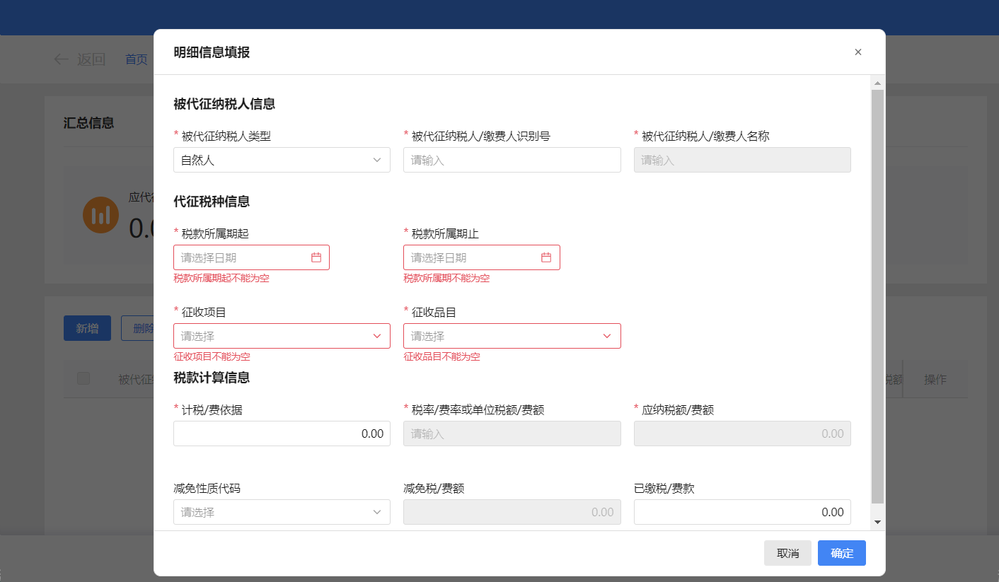 返回 首页
明细信息填报
汇总信息
被代征纳税人信息
* 被代征纳税人类型 * 被代征纳税人/缴费人识别号 * 被代征纳税人/缴费人名称
自然人 请输入 请输入
代征税种信息
* 税款所属期起 * 税款所属期止
请选择日期 请选择日期
税款所属期起不能为空 税款所属期不能为空
* 征收项目 * 征收品目
新增 删除 请选择 请选择
征收项目不能为空 征收品目不能为空
税款计算信息
被代征 税额 操作
* 计税/费依据 * 税率/费率或单位税额/费额 * 应纳税额/费额
0.00 请输入 0.00
减免性质代码 减免税/费额 已缴税/费款
请选择 0.00 0.00
取消 确定